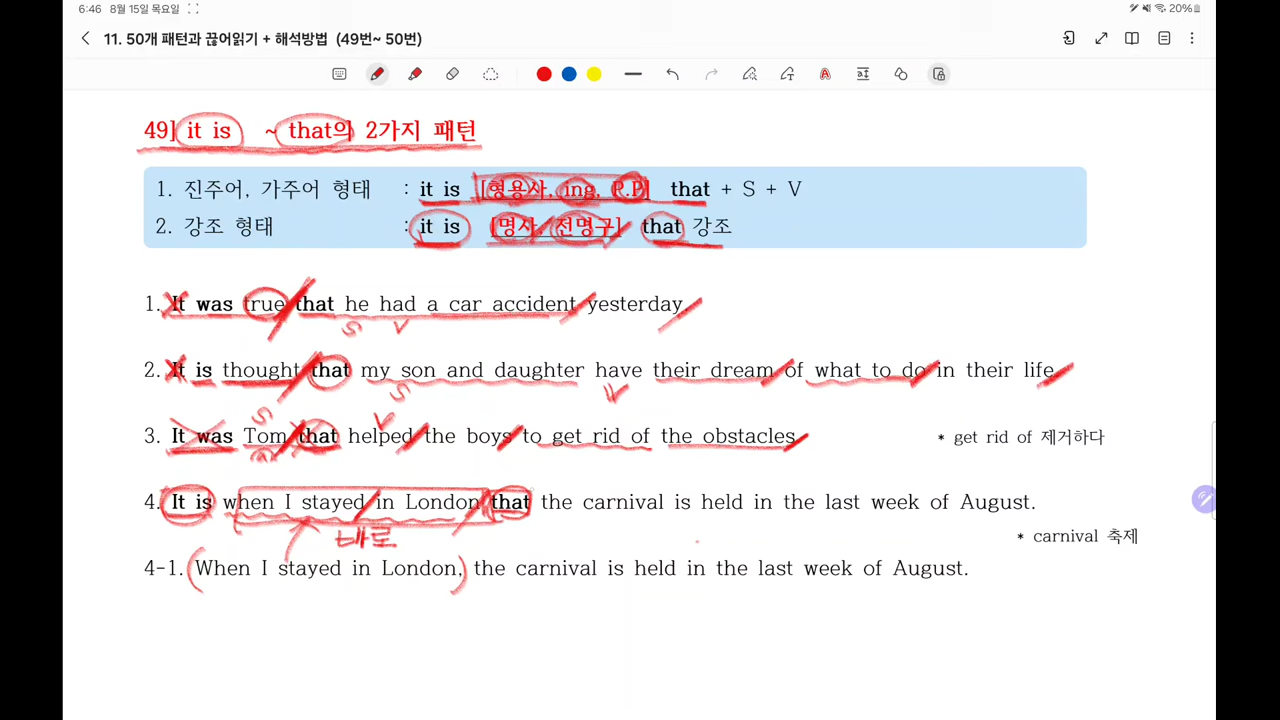 6:46 8월 15일 목요일
20%
11. 50개 패턴과 끊어읽기 + 해석방법 (49번~ 50번)
49] it is ~ that의 2가지 패턴
1. 진주어, 가주어 형태 : it is [형용사, ing, P.P] that + S + V
2. 강조 형태 : it is [명사, 전명구] that 강조
1. It was true that he had a car accident yesterday.
S V
2. It is thought that my son and daughter have their dream of what to do in their life.
S V
S V
3. It was Tom that helped the boys to get rid of the obstacles. * get rid of 제거하다
4. It is when I stayed in London that the carnival is held in the last week of August.
때로
* carnival 축제
4-1. When I stayed in London, the carnival is held in the last week of August.